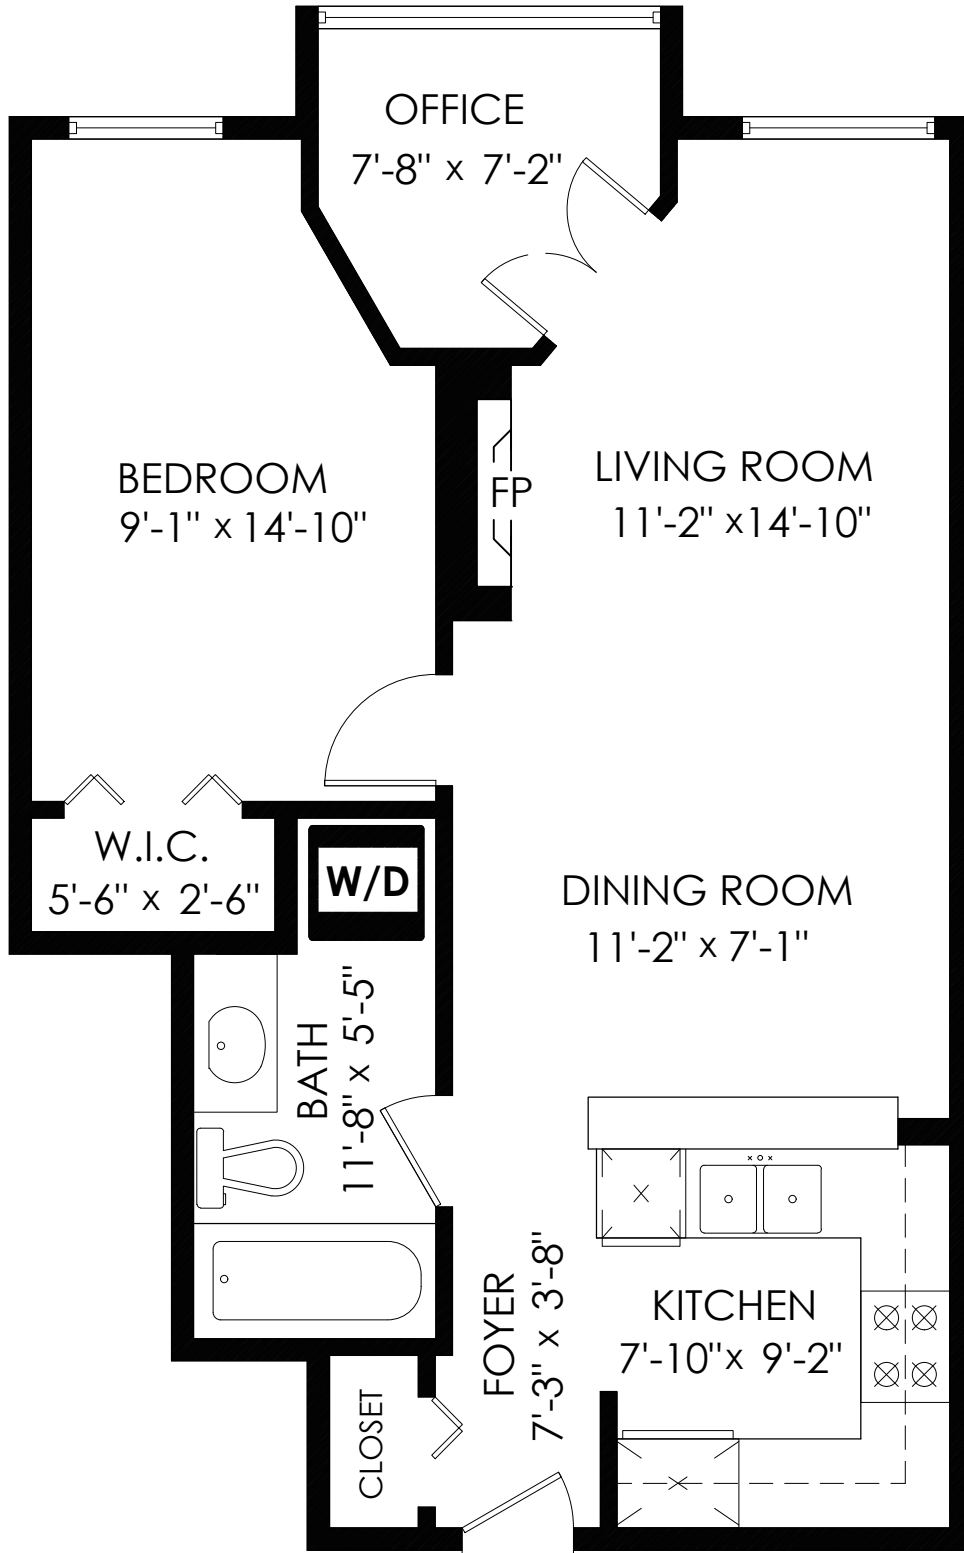 OFFICE
7'-8" x 7'-2"
BEDROOM
9'-1" x 14'-10"
FP
LIVING ROOM
11'-2" x14'-10"
W.I.C.
5'-6" x 2'-6"
W/D
DINING ROOM
11'-2" x 7'-1"
BATH
11'-8" x 5'-5"
FOYER
7'-3" x 3'-8"
KITCHEN
7'-10"x 9'-2"
CLOSET